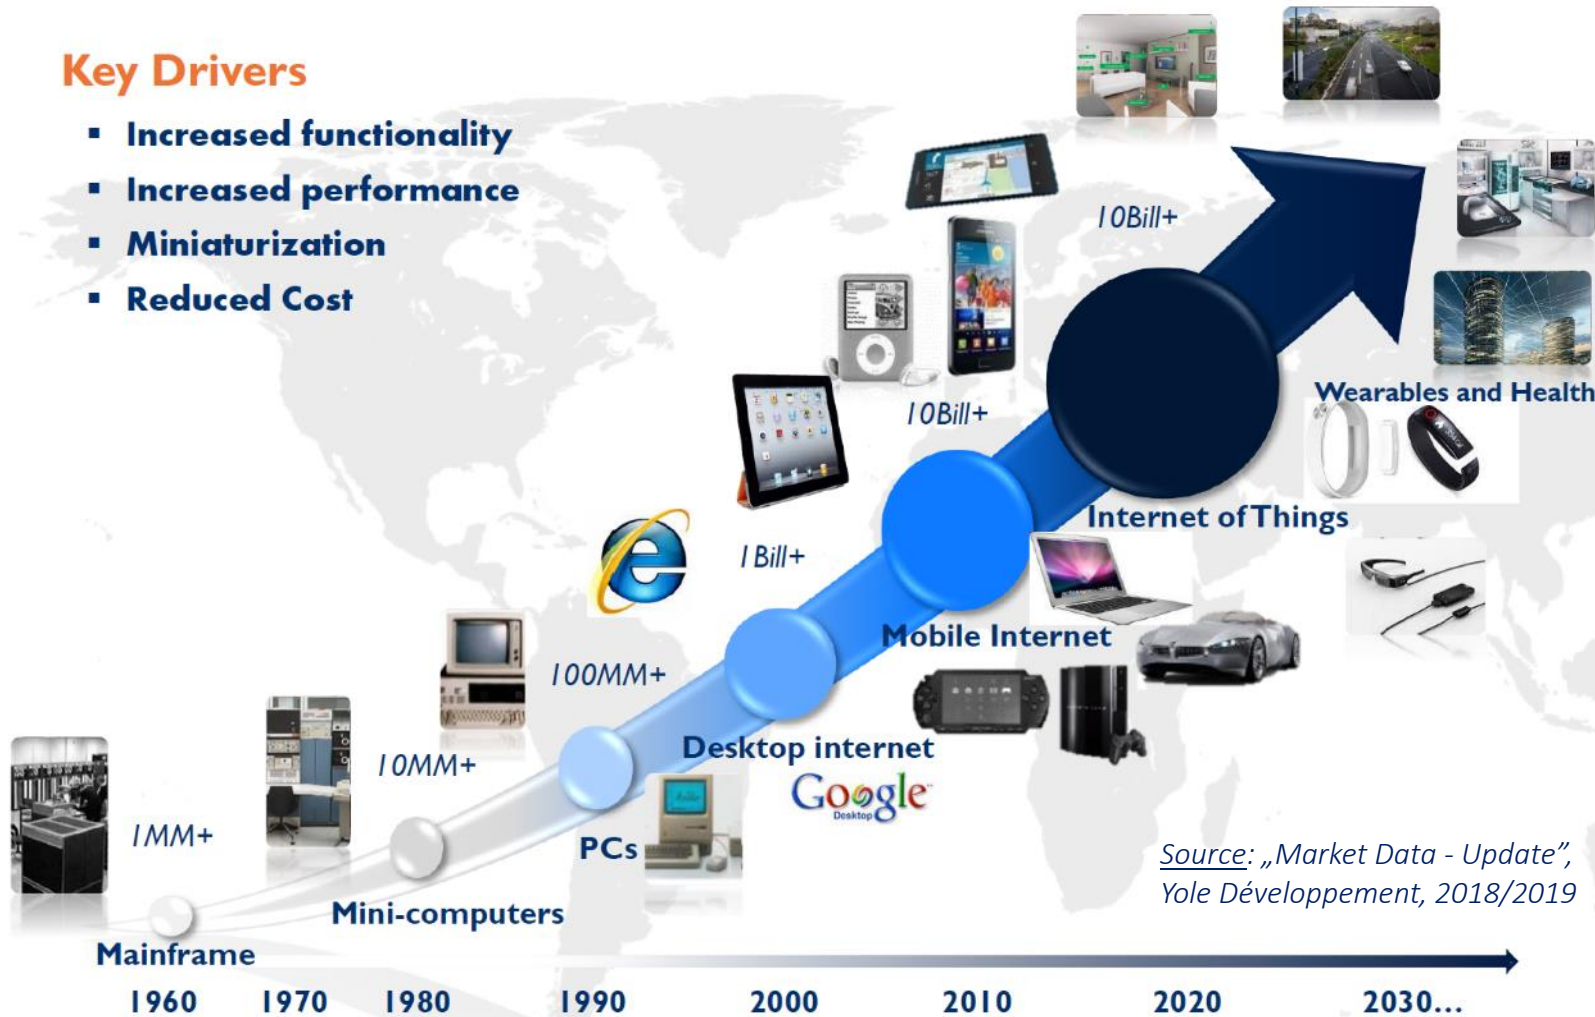 Key Drivers
▪ Increased functionality
▪ Increased performance
▪ Miniaturization
▪ Reduced Cost
10Bill+
10Bill+
Wearables and Health
1Bill+
Internet of Things
100MM+
Mobile Internet
10MM+
Desktop internet
Google
Desktop
1MM+
PCs
Source: „Market Data - Update”,
Yole Développement, 2018/2019
Mini-computers
Mainframe
1960 1970 1980 1990 2000 2010 2020 2030...